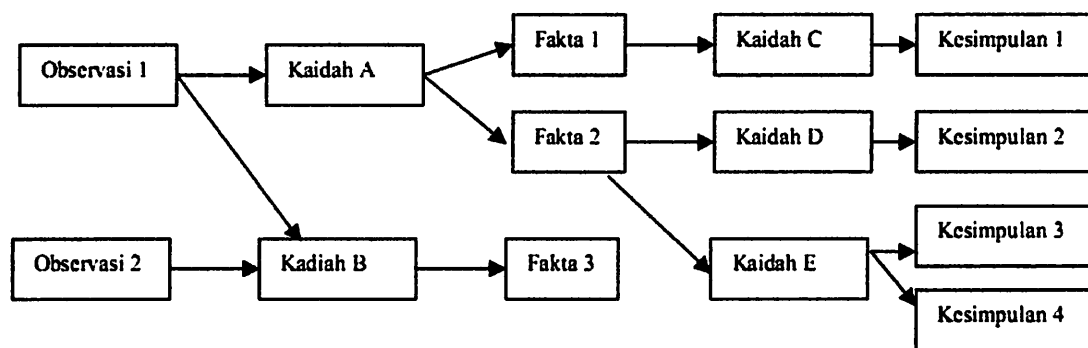 Fakta 1
Kaidah C
Kesimpulan 1
Observasi 1
Kaidah A
Fakta 2
Kaidah D
Kesimpulan 2
Observasi 2
Kadiah B
Fakta 3
Kaidah E
Kesimpulan 3
Kesimpulan 4